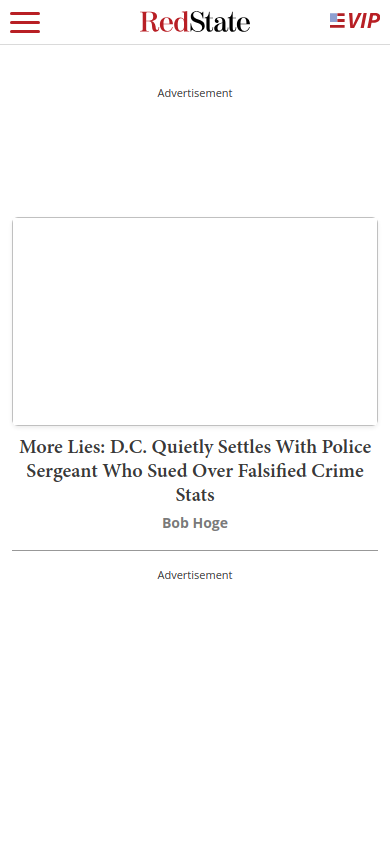 RedState
VIP
Advertisement
More Lies: D.C. Quietly Settles With Police
Sergeant Who Sued Over Falsified Crime
Stats
Bob Hoge
Advertisement